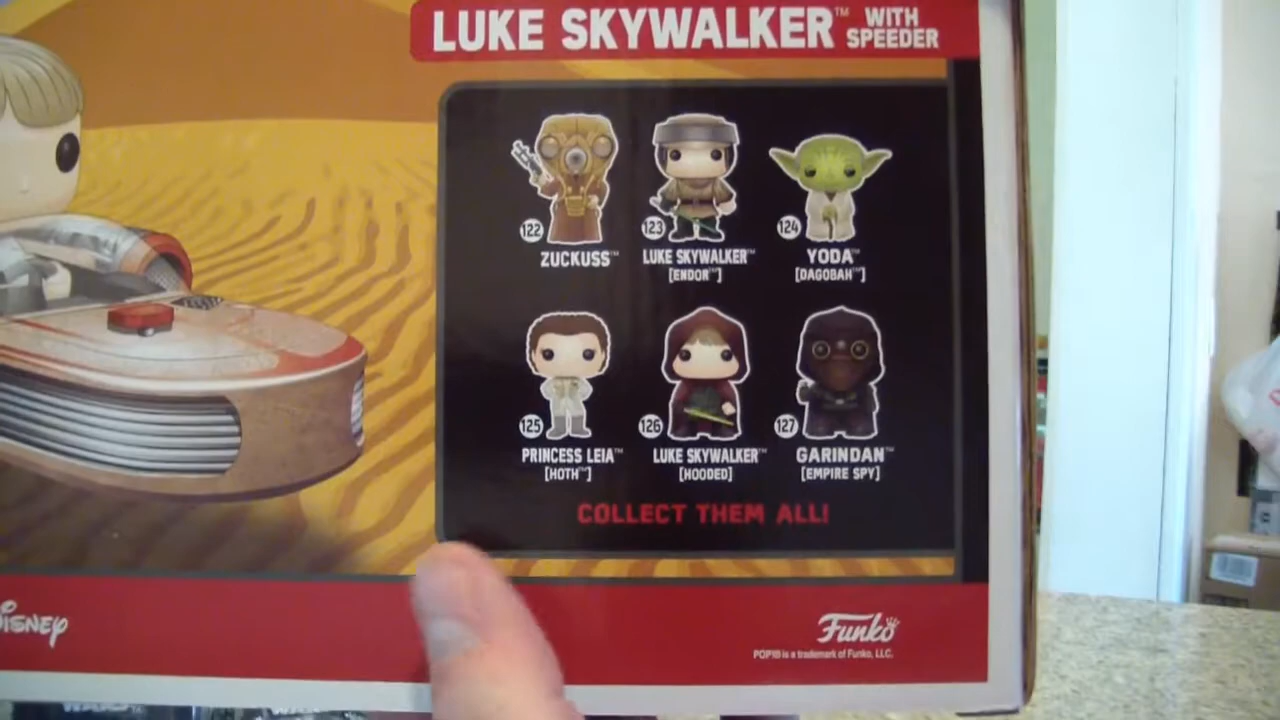 LUKE SKYWALKER™ WITH SPEEDER
122
ZUCKUSS™
123
LUKE SKYWALKER™
[ENDOR™]
124
YODA™
[DAGOBAH™]
125
PRINCESS LEIA™
[HOTH™]
126
LUKE SKYWALKER™
[HOODED]
127
GARINDAN™
[EMPIRE SPY]
COLLECT THEM ALL!
DISNEY
Funko
POP!® is a trademark of Funko, LLC.